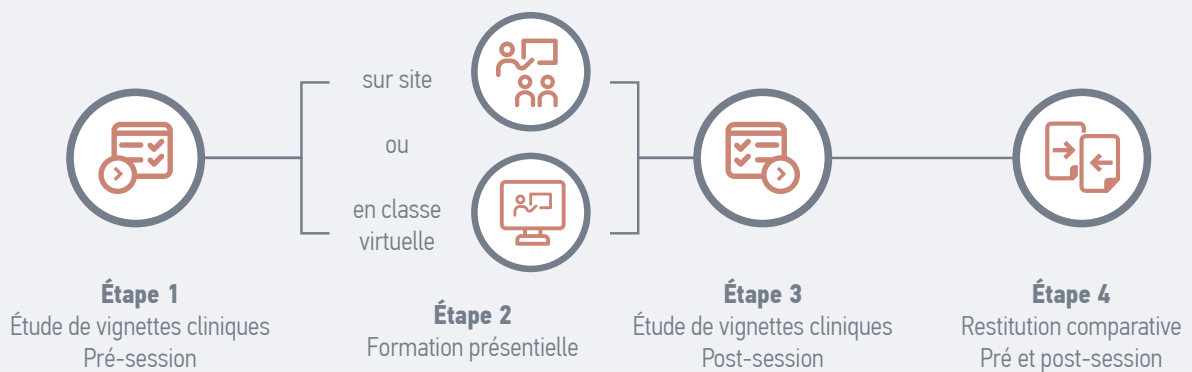 sur site
ou
en classe
virtuelle
Étape 1
Étude de vignettes cliniques
Pré-session
Étape 2
Formation présentielle
Étape 3
Étude de vignettes cliniques
Post-session
Étape 4
Restitution comparative
Pré et post-session